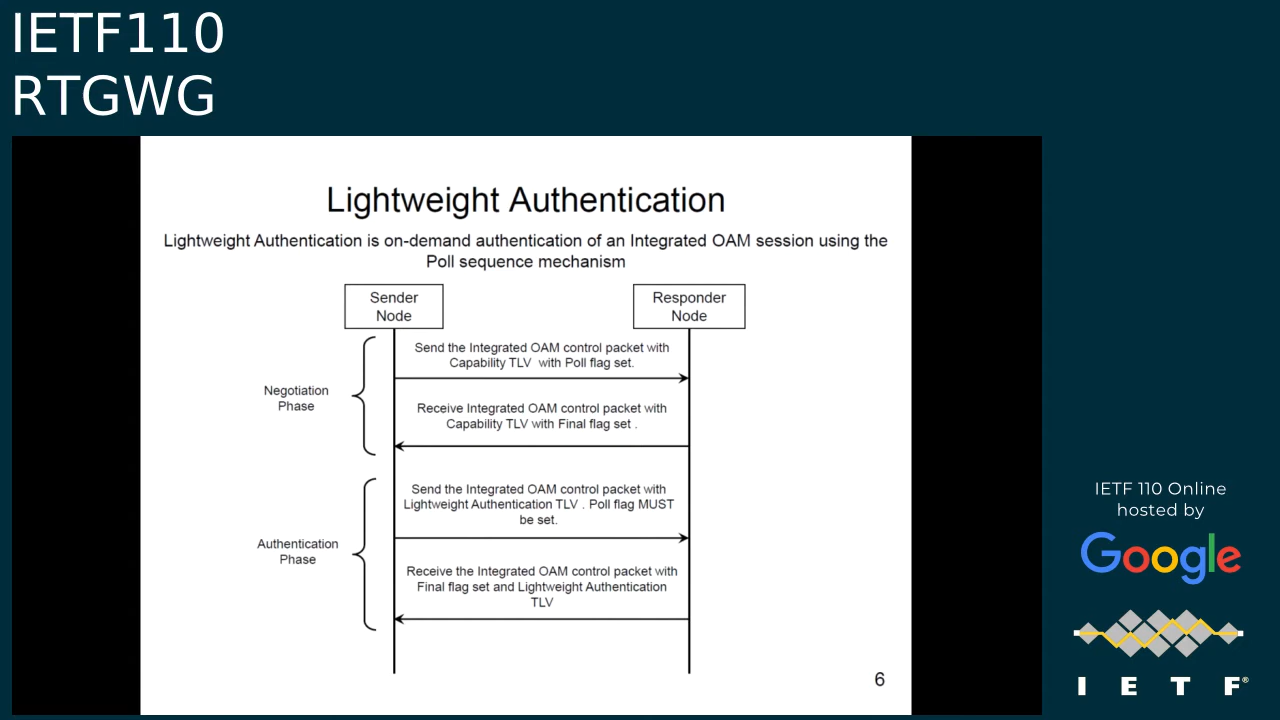 IETF110
RTGWG
Lightweight Authentication
Lightweight Authentication is on-demand authentication of an Integrated OAM session using the
Poll sequence mechanism
Sender
Node
Responder
Node
Send the Integrated OAM control packet with
Capability TLV with Poll flag set.
Negotiation
Phase
Receive Integrated OAM control packet with
Capability TLV with Final flag set .
Send the Integrated OAM control packet with
Lightweight Authentication TLV . Poll flag MUST
be set.
Authentication
Phase
Receive the Integrated OAM control packet with
Final flag set and Lightweight Authentication
TLV
6
IETF 110 Online
hosted by
Google
I E T F®